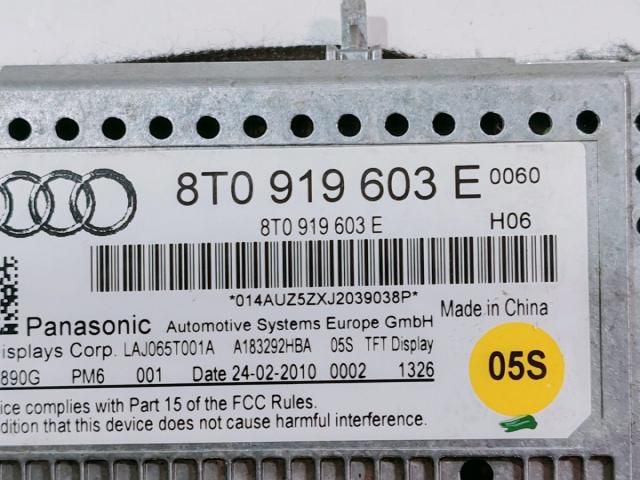 8T0 919 603 E 0060
8T0 919 603 E H06
*014AUZ5ZXJ2039038P*
Made in China
Panasonic Automotive Systems Europe GmbH
Displays Corp. LAJ065T001A A183292HBA 05S TFT Display
890G PM6 001 Date 24-02-2010 0002 1326
05S
ice complies with Part 15 of the FCC Rules.
dition that this device does not cause harmful interference.